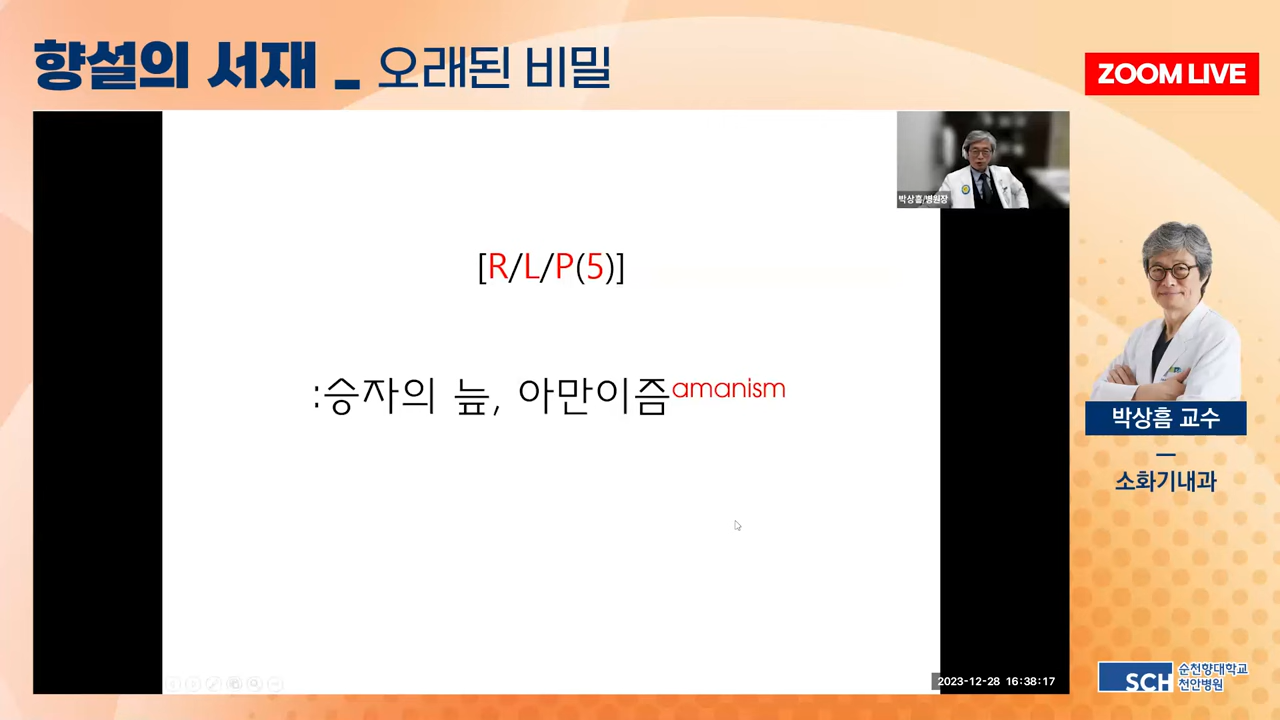 향설의 서재 _ 오래된 비밀
ZOOM LIVE
박상흠/병원장
[R/L/P(5)]
:승자의 늪, 아만이즘amanism
박상흠 교수
소화기내과
2023-12-28 16:38:17
SCH 순천향대학교
천안병원